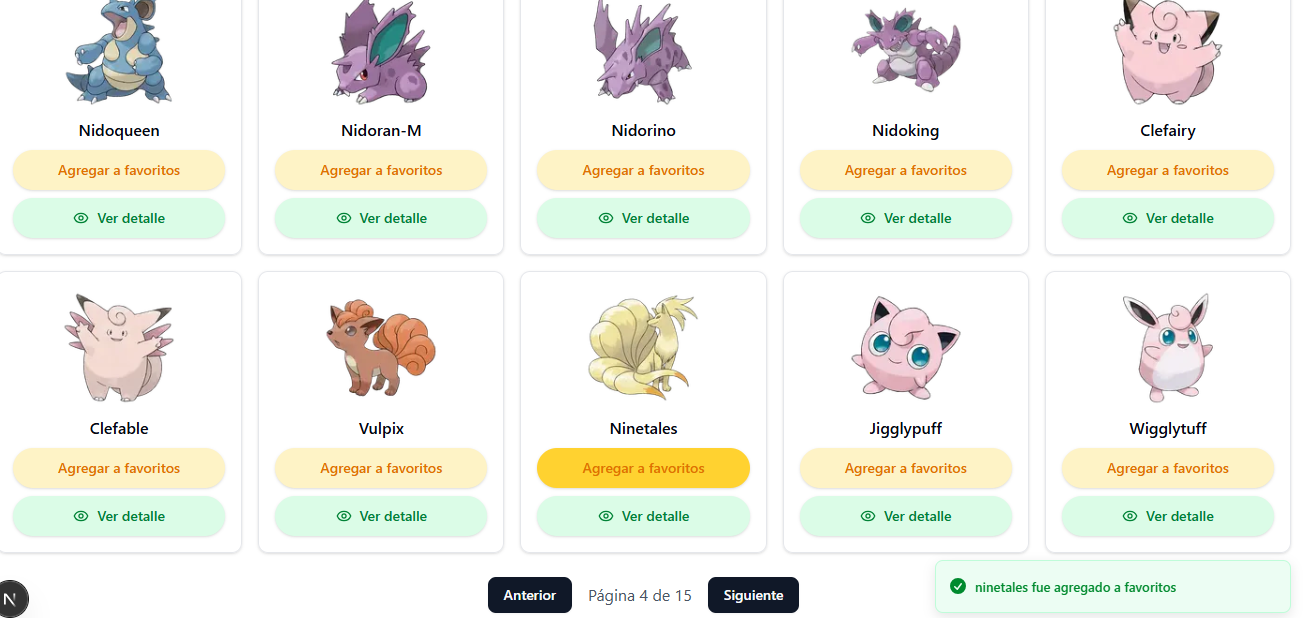 Nidoqueen
Nidoran-M
Nidorino
Nidoking
Clefairy
Agregar a favoritos
Agregar a favoritos
Agregar a favoritos
Agregar a favoritos
Agregar a favoritos
Ver detalle
Ver detalle
Ver detalle
Ver detalle
Ver detalle
Clefable
Vulpix
Ninetales
Jigglypuff
Wigglytuff
Agregar a favoritos
Agregar a favoritos
Agregar a favoritos
Agregar a favoritos
Agregar a favoritos
Ver detalle
Ver detalle
Ver detalle
Ver detalle
Ver detalle
N
Anterior
Página 4 de 15
Siguiente
ninetales fue agregado a favoritos